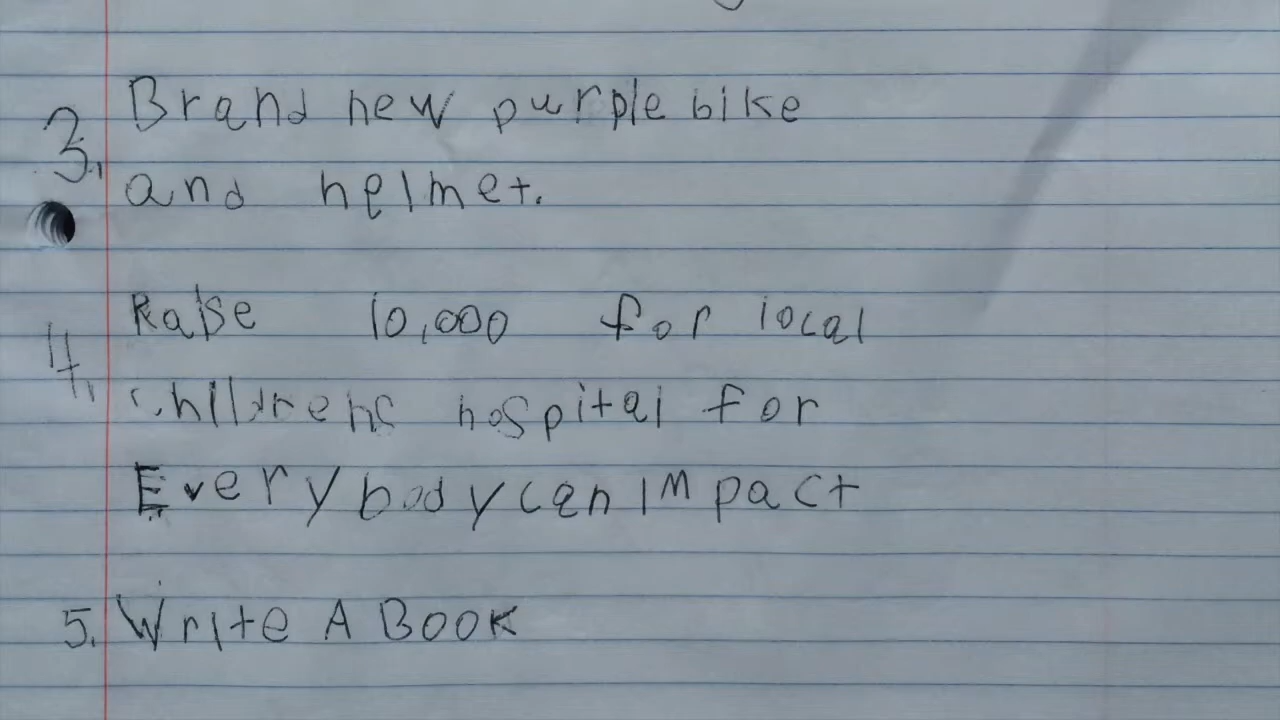 3. Brand new purple bike
and helmet.
4. Raise 10,000 for local
childrens hospital for
Everybody can Impact
5. Write A Book